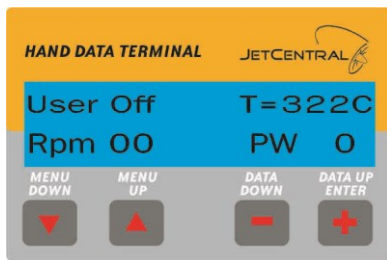 HAND DATA TERMINAL JETCENTRAL
User Off T=322C
Rpm 00 PW 0
MENU DOWN MENU UP DATA DOWN DATA UP ENTER